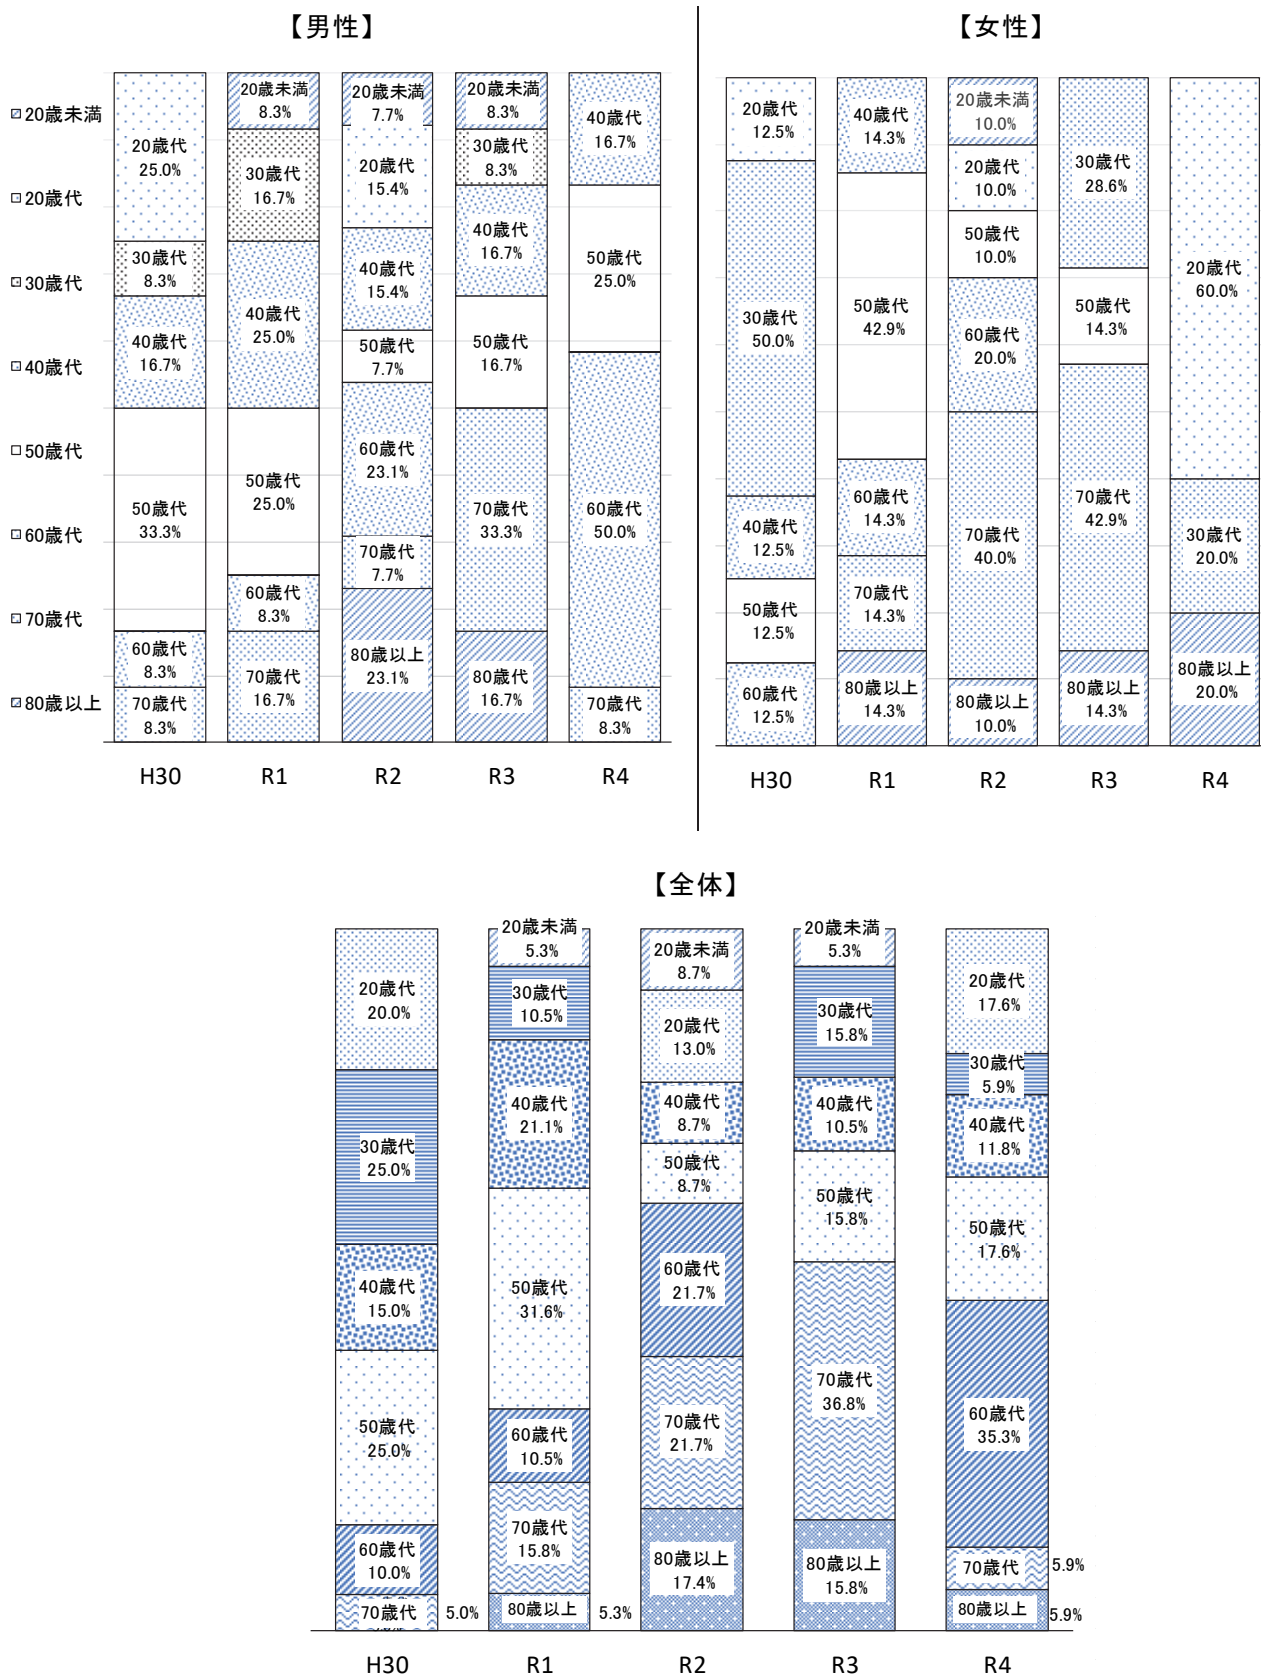 【男性】
20歳未満
20歳代
30歳代
40歳代
50歳代
60歳代
70歳代
80歳以上
20歳代
25.0%
30歳代
8.3%
40歳代
16.7%
50歳代
33.3%
60歳代
8.3%
70歳代
8.3%
20歳未満
8.3%
30歳代
16.7%
40歳代
25.0%
50歳代
25.0%
60歳代
8.3%
70歳代
16.7%
20歳未満
7.7%
20歳代
15.4%
40歳代
15.4%
50歳代
7.7%
60歳代
23.1%
70歳代
7.7%
80歳以上
23.1%
20歳未満
8.3%
30歳代
8.3%
40歳代
16.7%
50歳代
16.7%
70歳代
33.3%
80歳代
16.7%
40歳代
16.7%
50歳代
25.0%
60歳代
50.0%
70歳代
8.3%
H30
R1
R2
R3
R4
【女性】
20歳代
12.5%
30歳代
50.0%
40歳代
12.5%
50歳代
12.5%
60歳代
12.5%
40歳代
14.3%
50歳代
42.9%
60歳代
14.3%
70歳代
14.3%
80歳以上
14.3%
20歳未満
10.0%
20歳代
10.0%
50歳代
10.0%
60歳代
20.0%
70歳代
40.0%
80歳以上
10.0%
30歳代
28.6%
50歳代
14.3%
70歳代
42.9%
80歳以上
14.3%
20歳代
60.0%
30歳代
20.0%
80歳以上
20.0%
H30
R1
R2
R3
R4
【全体】
20歳代
20.0%
30歳代
25.0%
40歳代
15.0%
50歳代
25.0%
60歳代
10.0%
70歳代
5.0%
20歳未満
5.3%
30歳代
10.5%
40歳代
21.1%
50歳代
31.6%
60歳代
10.5%
70歳代
15.8%
80歳以上
5.3%
20歳未満
8.7%
20歳代
13.0%
40歳代
8.7%
50歳代
8.7%
60歳代
21.7%
70歳代
21.7%
80歳以上
17.4%
20歳未満
5.3%
30歳代
15.8%
40歳代
10.5%
50歳代
15.8%
70歳代
36.8%
80歳以上
15.8%
20歳代
17.6%
30歳代
5.9%
40歳代
11.8%
50歳代
17.6%
60歳代
35.3%
70歳代
5.9%
80歳以上
5.9%
H30
R1
R2
R3
R4